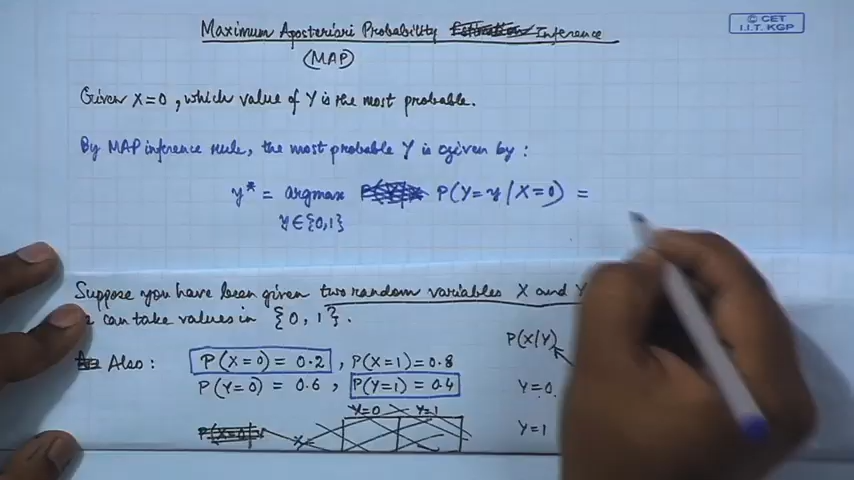 Maximum Aposteriori Probability Inference
© CET
I.I.T. KGP
(MAP)
Given X=0, which value of Y is the most probable.
By MAP inference rule, the most probable Y is given by:
y* = argmax P(Y=y/X=0) =
y∈{0,1}
Suppose you have been given two random variables X and Y
can take values in {0,1}.
Also: P(X=0) = 0.2, P(X=1)=0.8
P(Y=0) = 0.6, P(Y=1)=0.4
P(X/Y)
Y=0
Y=1
Y=0 Y=1
X